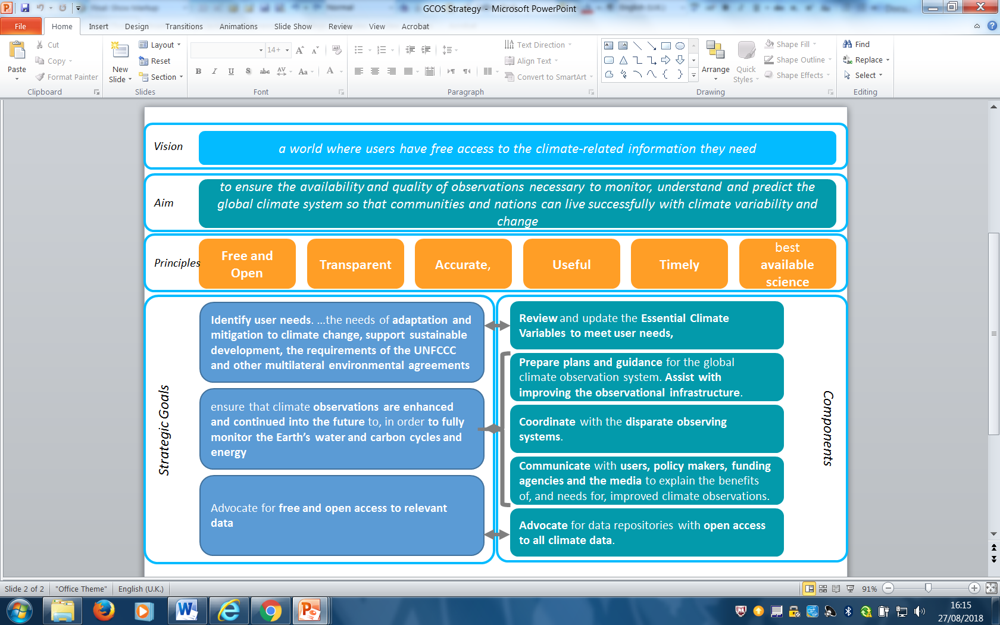 GCOS Strategy - Microsoft PowerPoint
File Home Insert Design Transitions Animations Slide Show Review View Acrobat
Paste
Cut
Copy
Format Painter
Clipboard
New
Slide
Layout
Reset
Section
Slides
14+
B I U S abc AV Aa A
Font
Text Direction
Align Text
Convert to SmartArt
Paragraph
Arrange
Quick
Styles
Shape Fill
Shape Outline
Shape Effects
Drawing
Find
Replace
Select
Editing
Vision
a world where users have free access to the climate-related information they need
Aim
to ensure the availability and quality of observations necessary to monitor, understand and predict the
global climate system so that communities and nations can live successfully with climate variability and
change
Principles
Free and
Open
Transparent
Accurate,
Useful
Timely
best
available
science
Strategic Goals
Identify user needs. ...the needs of adaptation and
mitigation to climate change, support sustainable
development, the requirements of the UNFCCC
and other multilateral environmental agreements
ensure that climate observations are enhanced
and continued into the future to, in order to fully
monitor the Earth's water and carbon cycles and
energy
Advocate for free and open access to relevant
data
Review and update the Essential Climate
Variables to meet user needs,
Prepare plans and guidance for the global
climate observation system. Assist with
improving the observational infrastructure.
Coordinate with the disparate observing
systems.
Communicate with users, policy makers, funding
agencies and the media to explain the benefits
of, and needs for, improved climate observations.
Advocate for data repositories with open access
to all climate data.
Components
Slide 2 of 2 "Office Theme" English (U.K.) 91%
16:15
27/08/2018